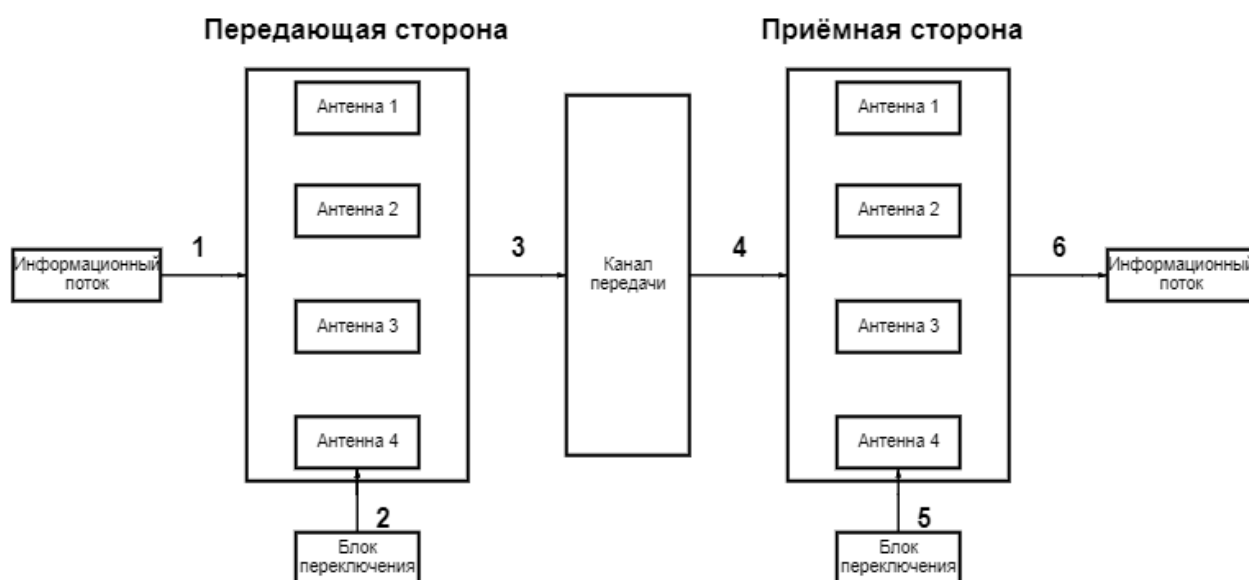 Передающая сторона
Приёмная сторона
Антенна 1
Антенна 2
Антенна 3
Антенна 4
Информационный
поток
1
2
Блок
переключения
3
Канал
передачи
4
Антенна 1
Антенна 2
Антенна 3
Антенна 4
5
Блок
переключения
6
Информационный
поток